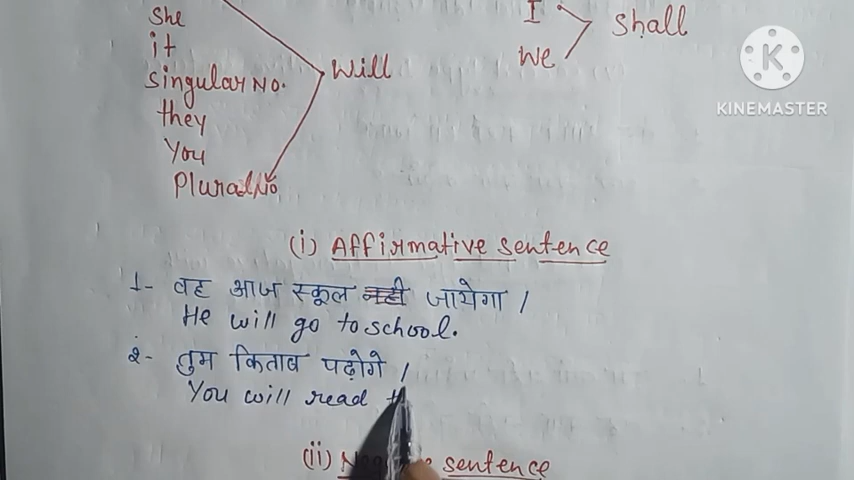 She
it
Singular No.
they
You
Plural No.
Will
I
We
Shall
K
KINEMASTER
(i) Affirmative sentence
1- वह आज स्कूल नही जायेगा /
He will go to school.
2- तुम किताब पढ़ोगे /
You will read
(ii) sentence